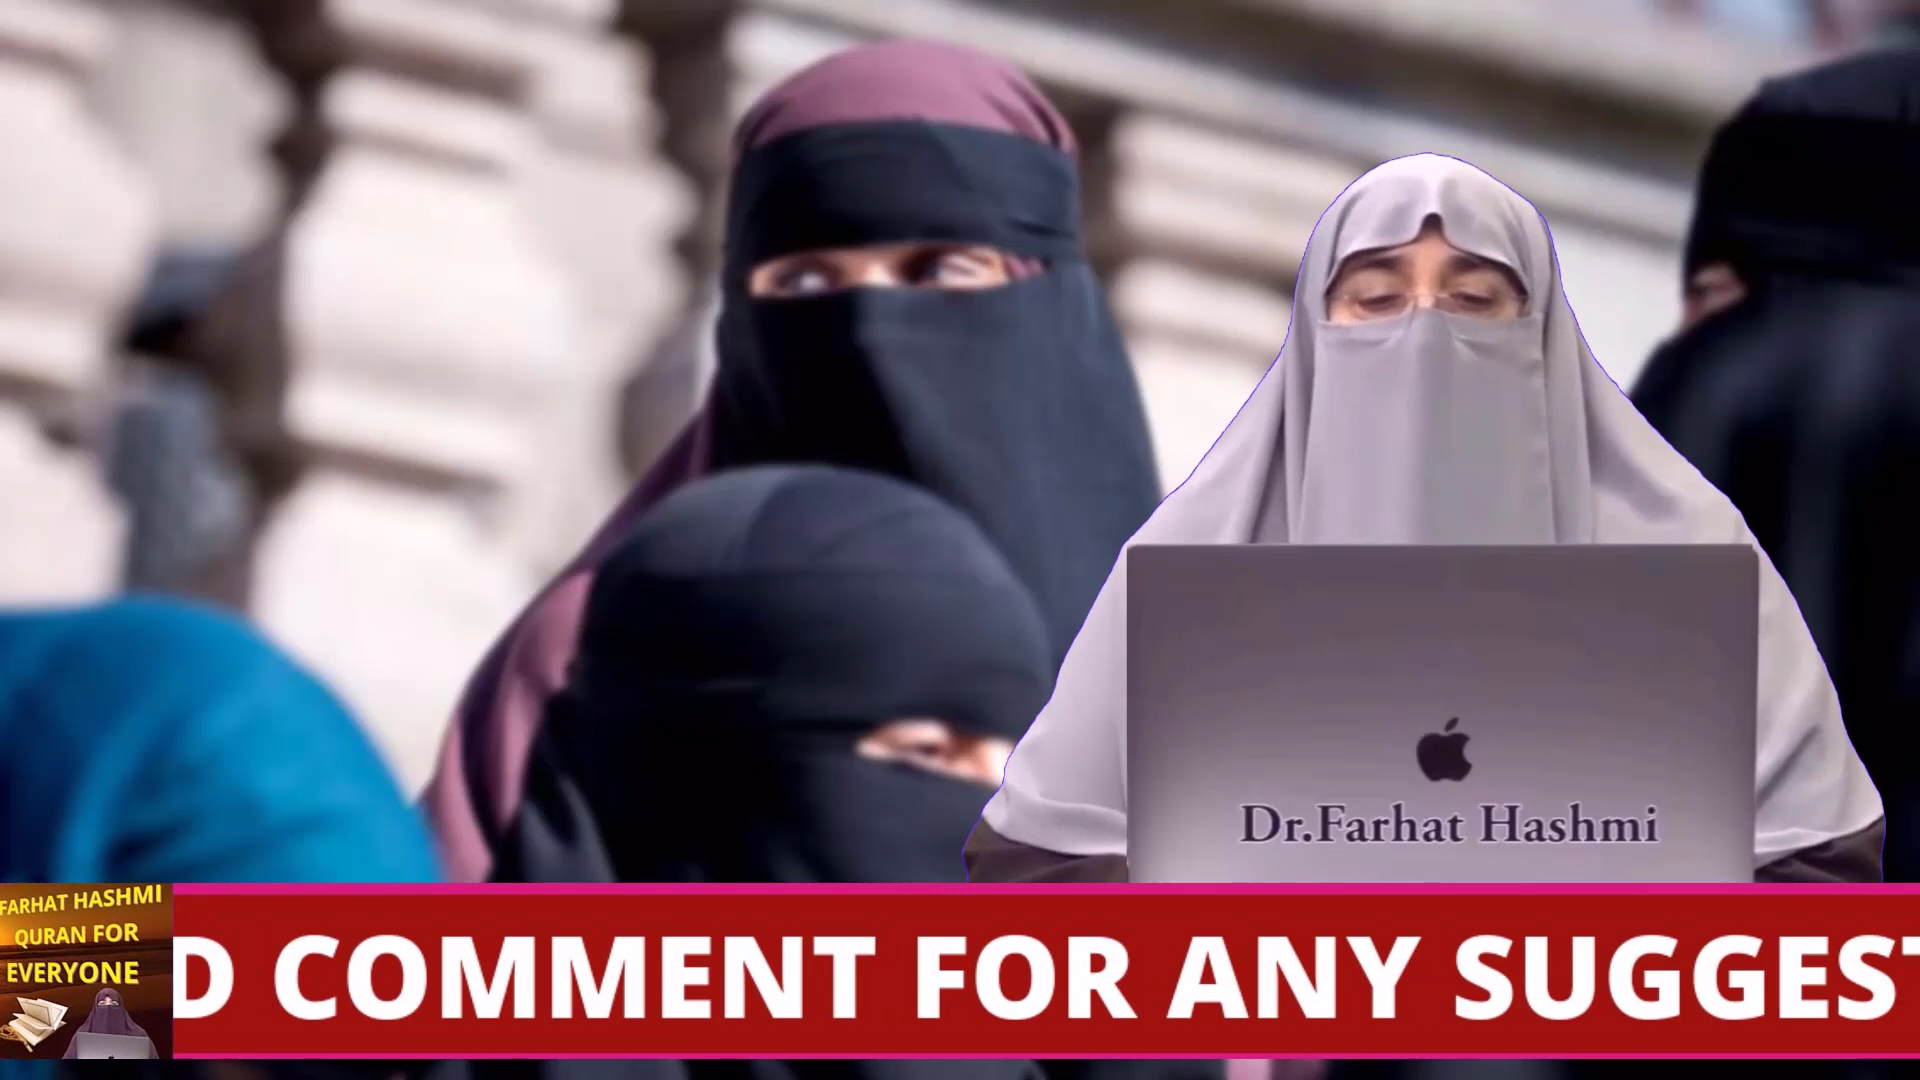 Dr.Farhat Hashmi
FARHAT HASHMI
QURAN FOR
EVERYONE
D COMMENT FOR ANY SUGGEST